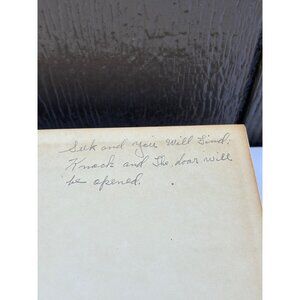 Seek and you will find.
Knock and The door will
be opened.